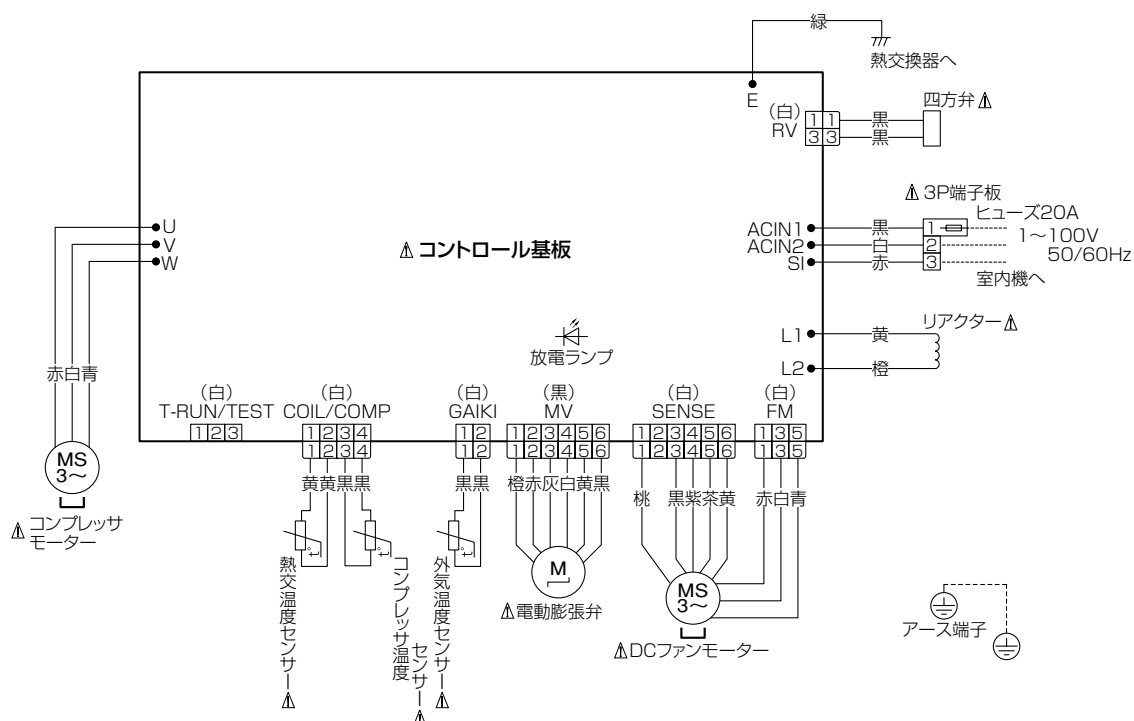 緑
熱交換器へ
E
(白)
RV
1 1
3 3
黒
黒
四方弁⚠
⚠3P端子板
ヒューズ20A
ACIN1
黒
1
ACIN2
白
2
SI
赤
3
1～100V
50/60Hz
室内機へ
U
V
W
⚠コントロール基板
L1
黄
L2
橙
リアクター⚠
放電ランプ
赤白青
MS
3～
⚠コンプレッサ
モーター
(白)
T-RUN/TEST
1 2 3
(白)
COIL/COMP
1 2 3 4
1 2 3 4
黄黄黒黒
t°
t°
熱交温度センサー⚠
コンプレッサ温度
センサー⚠
(白)
GAIKI
1 2
1 2
黒黒
t°
外気温度センサー⚠
(黒)
MV
1 2 3 4 5 6
1 2 3 4 5 6
橙赤灰白黄黒
M
⚠電動膨張弁
(白)
SENSE
1 2 3 4 5 6
1 2 3 4 5 6
桃 黒紫茶黄
(白)
FM
1 3 5
1 3 5
赤白青
MS
3～
⚠DCファンモーター
アース端子